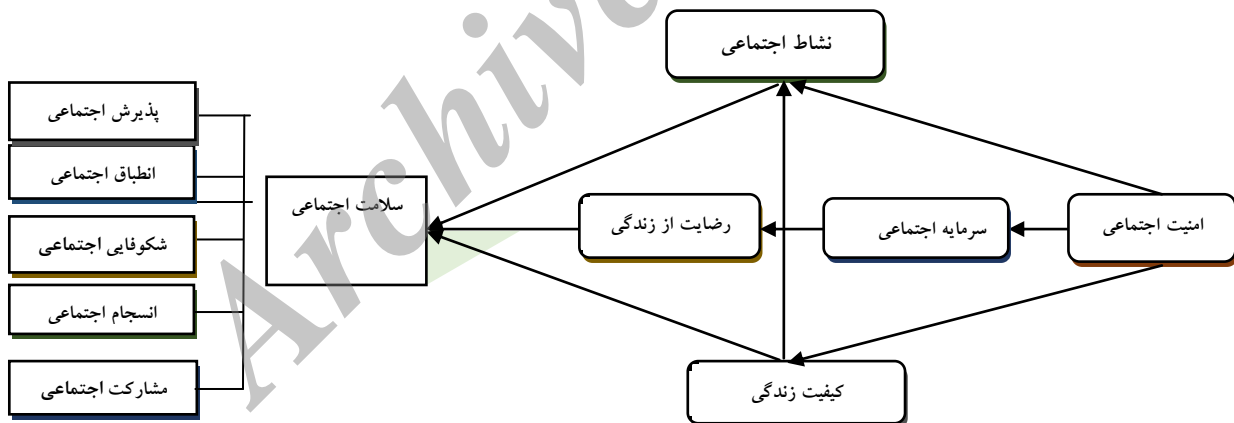 نشاط اجتماعی
امنیت اجتماعی
سرمایه اجتماعی
رضایت از زندگی
کیفیت زندگی
سلامت اجتماعی
پذیرش اجتماعی
انطباق اجتماعی
شکوفایی اجتماعی
انسجام اجتماعی
مشارکت اجتماعی
Archive